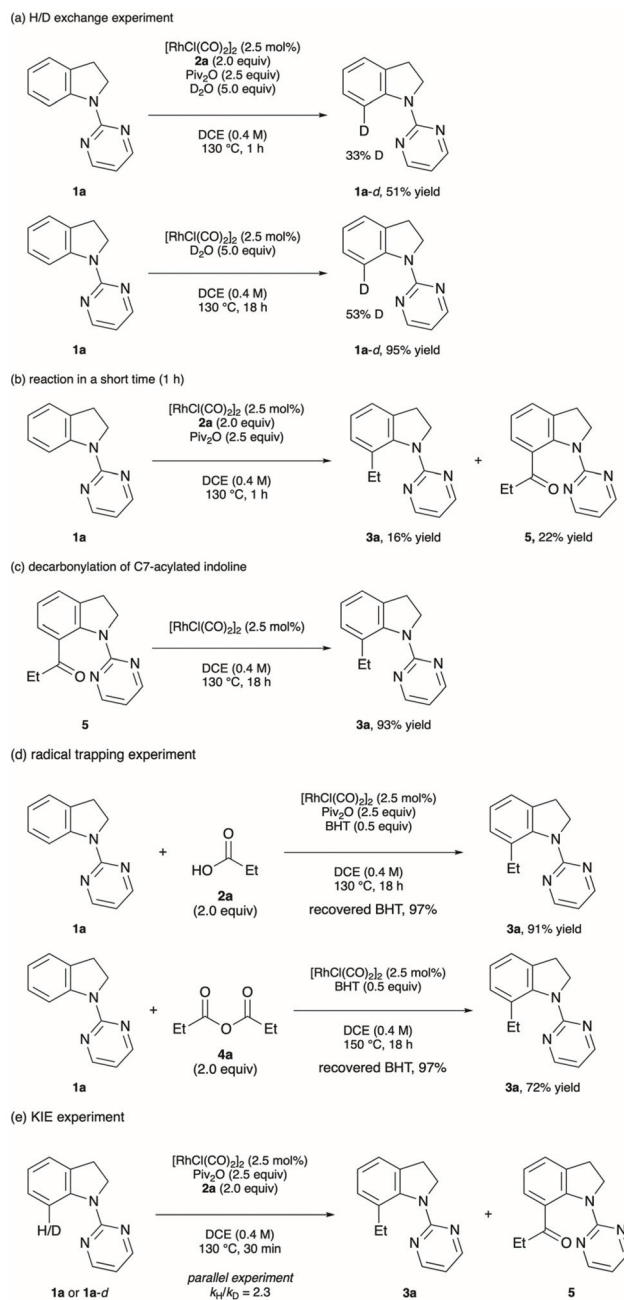 (a) H/D exchange experiment
[RhCl(CO)2]2 (2.5 mol%)
2a (2.0 equiv)
Piv2O (2.5 equiv)
D2O (5.0 equiv)
DCE (0.4 M)
130 °C, 1 h
N
N
N
1a
D
N
N
N
33% D
1a-d, 51% yield
[RhCl(CO)2]2 (2.5 mol%)
D2O (5.0 equiv)
DCE (0.4 M)
130 °C, 18 h
N
N
N
1a
D
N
N
N
53% D
1a-d, 95% yield
(b) reaction in a short time (1 h)
[RhCl(CO)2]2 (2.5 mol%)
2a (2.0 equiv)
Piv2O (2.5 equiv)
DCE (0.4 M)
130 °C, 1 h
N
N
N
1a
Et
N
N
N
3a, 16% yield
+
Et
O
N
N
N
5, 22% yield
(c) decarbonylation of C7-acylated indoline
Et
O
N
N
N
5
[RhCl(CO)2]2 (2.5 mol%)
DCE (0.4 M)
130 °C, 18 h
Et
N
N
N
3a, 93% yield
(d) radical trapping experiment
N
N
N
1a
+
O
HO
Et
2a
(2.0 equiv)
[RhCl(CO)2]2 (2.5 mol%)
Piv2O (2.5 equiv)
BHT (0.5 equiv)
DCE (0.4 M)
130 °C, 18 h
recovered BHT, 97%
Et
N
N
N
3a, 91% yield
N
N
N
1a
+
O
O
Et
O
Et
4a
(2.0 equiv)
[RhCl(CO)2]2 (2.5 mol%)
BHT (0.5 equiv)
DCE (0.4 M)
150 °C, 18 h
recovered BHT, 97%
Et
N
N
N
3a, 72% yield
(e) KIE experiment
H/D
N
N
N
1a or 1a-d
[RhCl(CO)2]2 (2.5 mol%)
Piv2O (2.5 equiv)
2a (2.0 equiv)
DCE (0.4 M)
130 °C, 30 min
parallel experiment
kH/kD = 2.3
Et
N
N
N
3a
+
Et
O
N
N
N
5